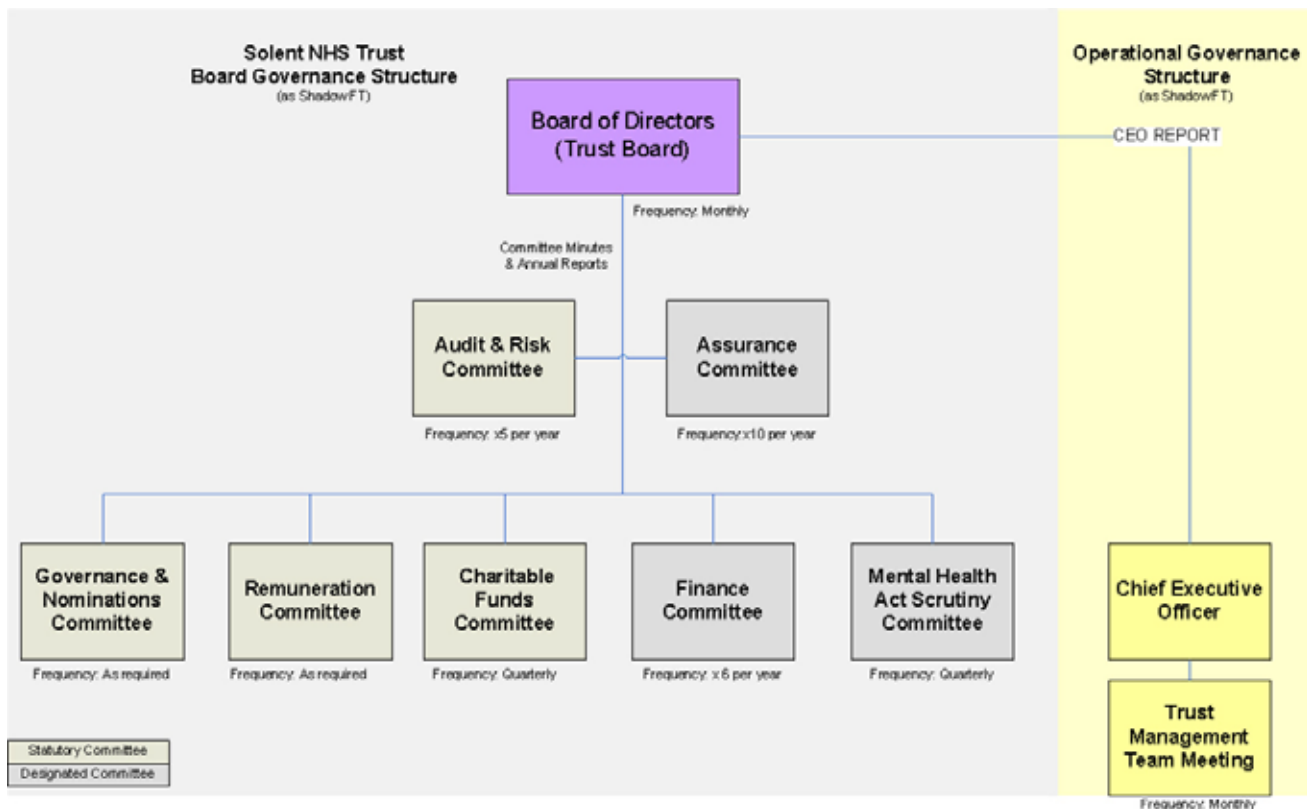 Solent NHS Trust
Board Governance Structure
(as ShadowFT)
Operational Governance
Structure
(as ShadowFT)
Board of Directors
(Trust Board)
CEO REPORT
Frequency: Monthly
Committee Minutes
& Annual Reports
Audit & Risk
Committee
Assurance
Committee
Frequency: x5 per year
Frequency:x10 per year
Governance &
Nominations
Committee
Remuneration
Committee
Charitable
Funds
Committee
Finance
Committee
Mental Health
Act Scrutiny
Committee
Chief Executive
Officer
Frequency: As required
Frequency: As required
Frequency: Quarterly
Frequency: x 6 per year
Frequency: Quarterly
Trust
Management
Team Meeting
Frequency: Monthly
Statutory Committee
Designated Committee